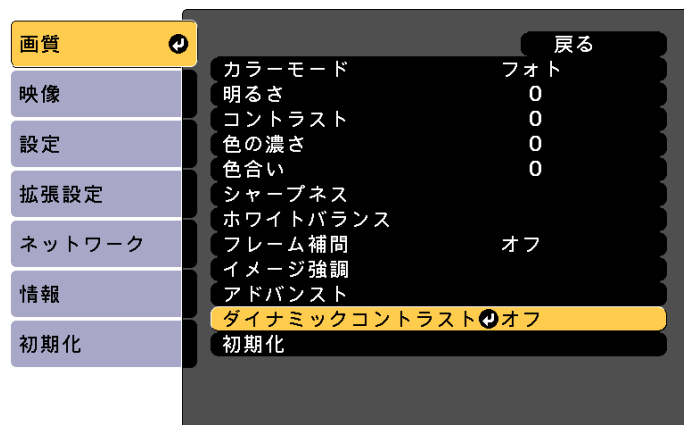 画質
映像
設定
拡張設定
ネットワーク
情報
初期化
戻る
カラーモード フォト
明るさ 0
コントラスト 0
色の濃さ 0
色合い 0
シャープネス
ホワイトバランス
フレーム補間 オフ
イメージ強調
アドバンスト
ダイナミックコントラスト オフ
初期化